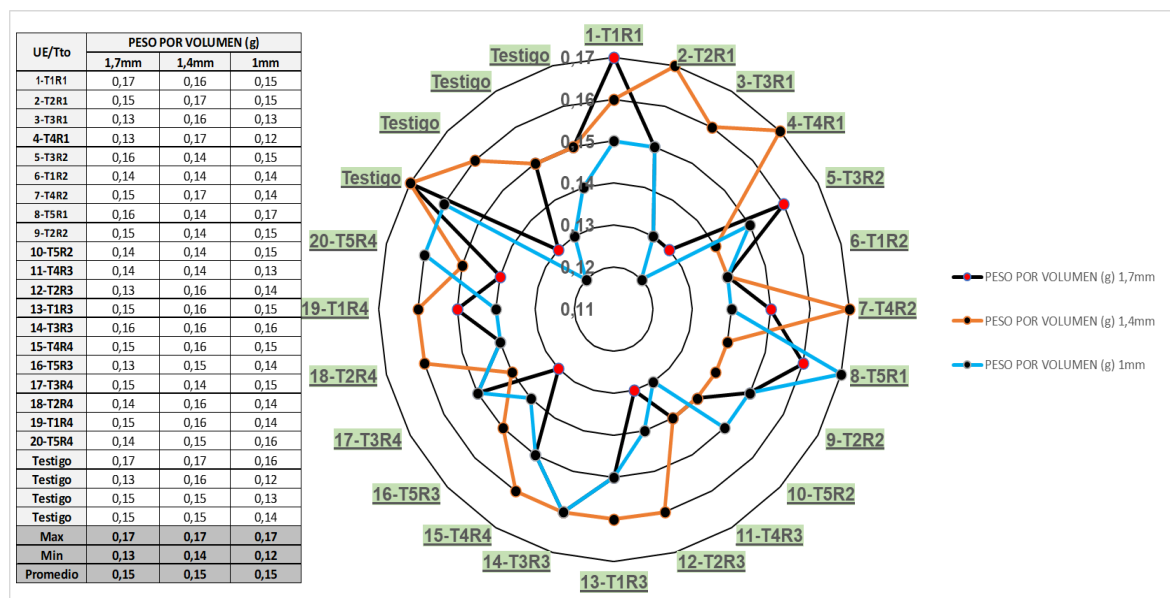 UE/Tto PESO POR VOLUMEN (g)
1,7mm 1,4mm 1mm
1-T1R1 0,17 0,16 0,15
2-T2R1 0,15 0,17 0,15
3-T3R1 0,13 0,16 0,13
4-T4R1 0,13 0,17 0,12
5-T3R2 0,16 0,14 0,15
6-T1R2 0,14 0,14 0,14
7-T4R2 0,15 0,17 0,14
8-T5R1 0,16 0,14 0,17
9-T2R2 0,15 0,14 0,15
10-T5R2 0,14 0,14 0,15
11-T4R3 0,14 0,14 0,13
12-T2R3 0,13 0,16 0,14
13-T1R3 0,15 0,16 0,15
14-T3R3 0,16 0,16 0,16
15-T4R4 0,15 0,16 0,15
16-T5R3 0,13 0,15 0,14
17-T3R4 0,15 0,14 0,15
18-T2R4 0,14 0,16 0,14
19-T1R4 0,15 0,16 0,14
20-T5R4 0,14 0,15 0,16
Testigo 0,17 0,17 0,16
Testigo 0,13 0,16 0,12
Testigo 0,15 0,15 0,13
Testigo 0,15 0,15 0,14
Max 0,17 0,17 0,17
Min 0,13 0,14 0,12
Promedio 0,15 0,15 0,15
0,17
0,16
0,15
0,14
0,13
0,12
0,11
1-T1R1
2-T2R1
3-T3R1
4-T4R1
5-T3R2
6-T1R2
7-T4R2
8-T5R1
9-T2R2
10-T5R2
11-T4R3
12-T2R3
13-T1R3
14-T3R3
15-T4R4
16-T5R3
17-T3R4
18-T2R4
19-T1R4
20-T5R4
Testigo
Testigo
Testigo
Testigo
PESO POR VOLUMEN (g) 1,7mm
PESO POR VOLUMEN (g) 1,4mm
PESO POR VOLUMEN (g) 1mm